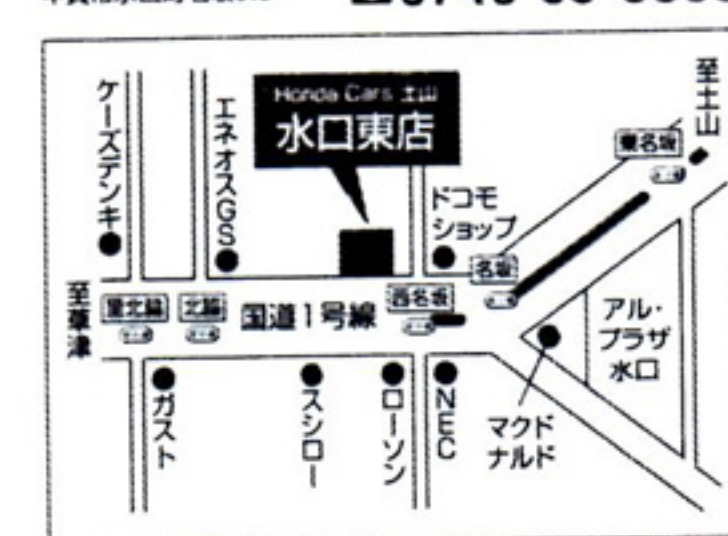 Honda Cars 土山
水口東店
至土山
ケーズデンキ
エネオスGS
ドコモ
ショップ
東名坂
名坂
西名坂
北脇
国道1号線
至草津
アル・
プラザ
水口
マクド
ナルド
ガスト
スシロー
ローソン
NEC